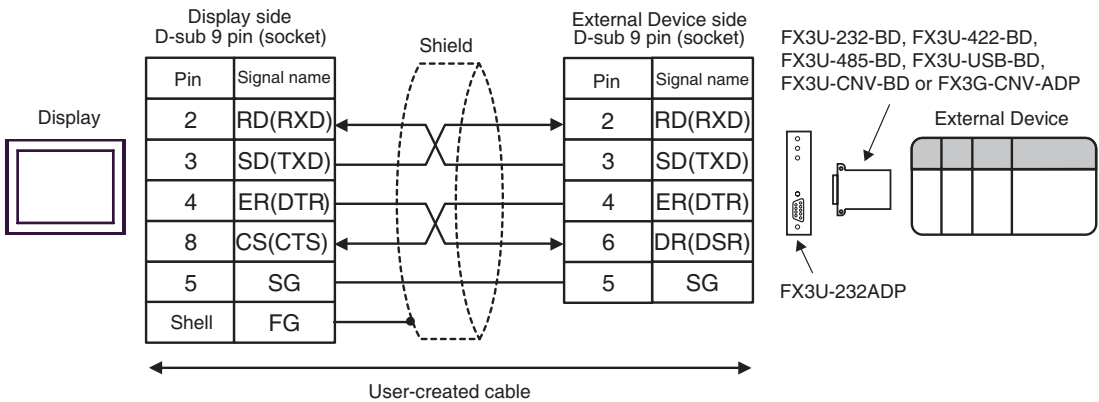 Display side
D-sub 9 pin (socket)
Shield
External Device side
D-sub 9 pin (socket)
FX3U-232-BD, FX3U-422-BD,
FX3U-485-BD, FX3U-USB-BD,
FX3U-CNV-BD or FX3G-CNV-ADP
Display
External Device
Pin Signal name
2 RD(RXD)
3 SD(TXD)
4 ER(DTR)
8 CS(CTS)
5 SG
Shell FG
Pin Signal name
2 RD(RXD)
3 SD(TXD)
4 ER(DTR)
6 DR(DSR)
5 SG
FX3U-232ADP
User-created cable